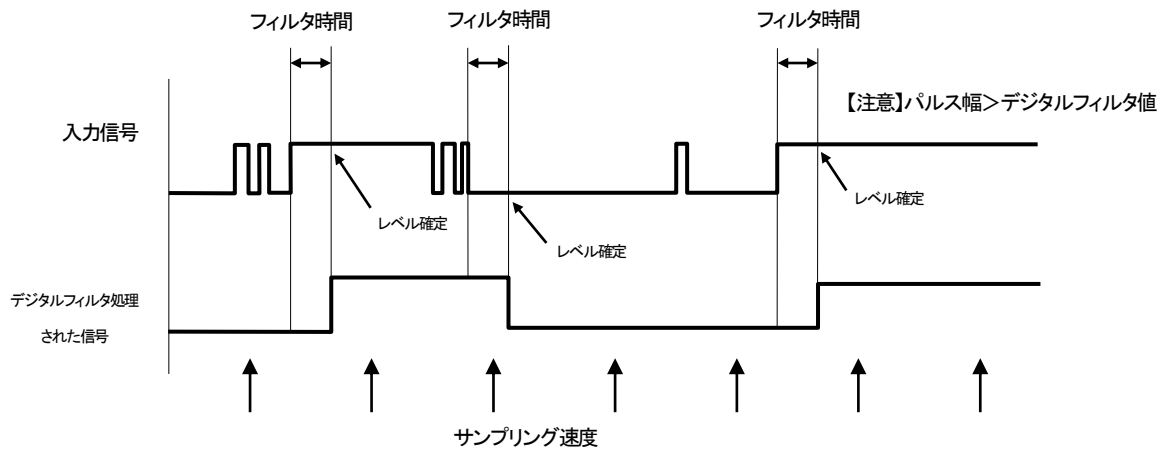 フィルタ時間
フィルタ時間
フィルタ時間
【注意】パルス幅＞デジタルフィルタ値
入力信号
レベル確定
レベル確定
レベル確定
デジタルフィルタ処理
された信号
サンプリング速度